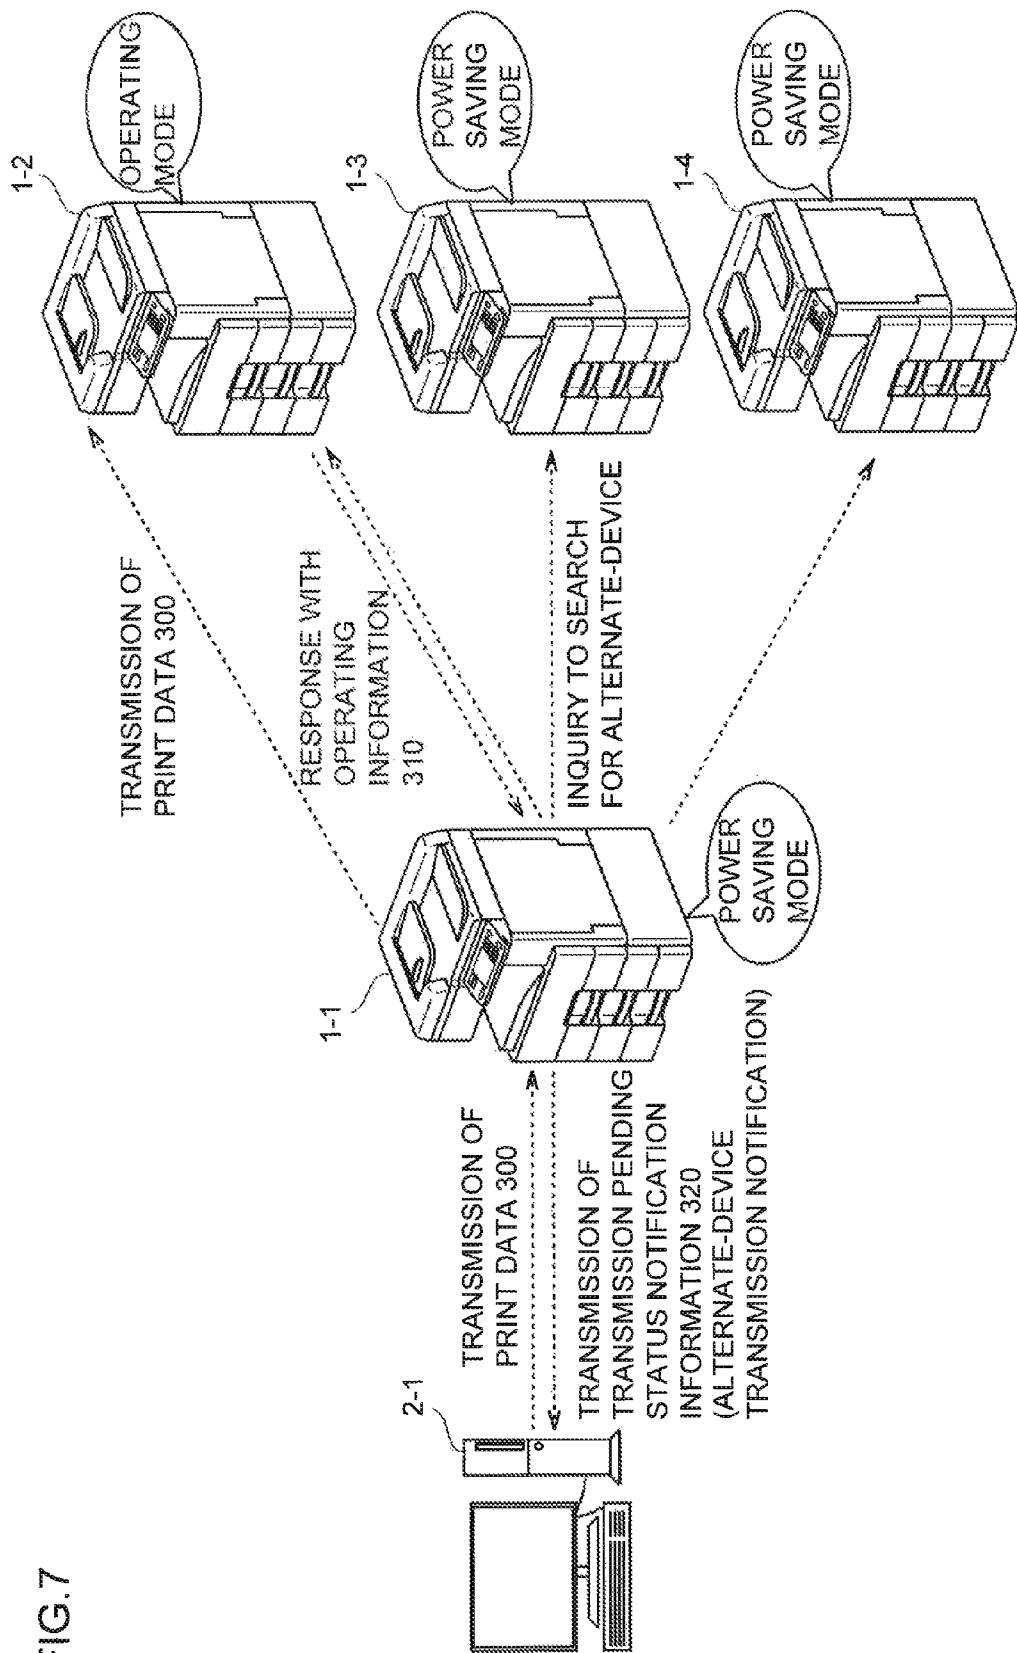 FIG.7
2-1
TRANSMISSION OF
PRINT DATA 300
TRANSMISSION OF
TRANSMISSION PENDING
STATUS NOTIFICATION
INFORMATION 320
(ALTERNATE-DEVICE
TRANSMISSION NOTIFICATION)
1-1
POWER
SAVING
MODE
TRANSMISSION OF
PRINT DATA 300
RESPONSE WITH
OPERATING
INFORMATION
310
INQUIRY TO SEARCH
FOR ALTERNATE-DEVICE
1-2
OPERATING
MODE
1-3
POWER
SAVING
MODE
1-4
POWER
SAVING
MODE